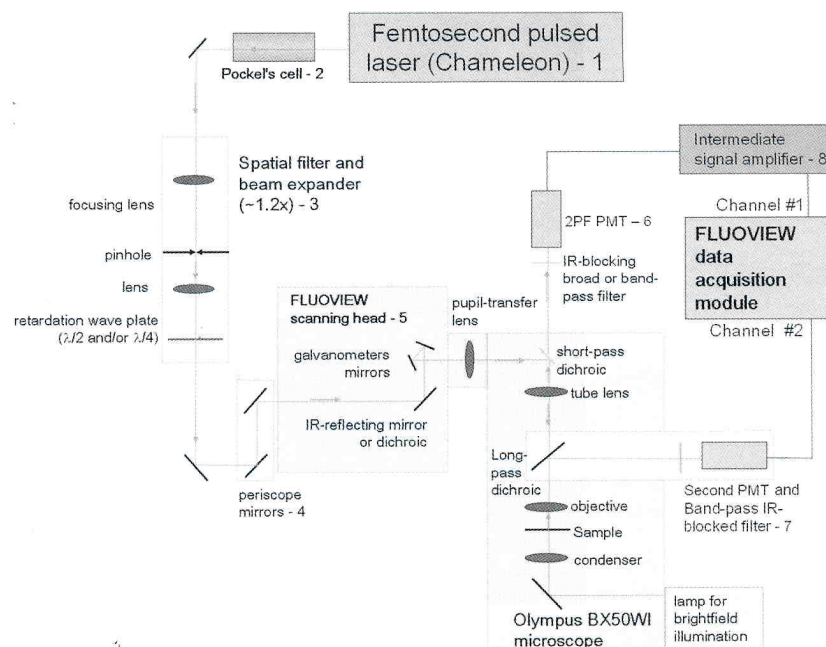 Femtosecond pulsed
laser (Chameleon) - 1
Pockel's cell - 2
Spatial filter and
beam expander
(~1.2x) - 3
focusing lens
pinhole
lens
retardation wave plate
(λ/2 and/or λ/4)
periscope
mirrors - 4
FLUOVIEW
scanning head - 5
galvanometers
mirrors
IR-reflecting mirror
or dichroic
pupil-transfer
lens
2PF PMT – 6
IR-blocking
broad or band-
pass filter
Intermediate
signal amplifier - 8
Channel #1
FLUOVIEW
data
acquisition
module
Channel #2
short-pass
dichroic
tube lens
Long-
pass
dichroic
Second PMT and
Band-pass IR-
blocked filter - 7
objective
Sample
condenser
Olympus BX50WI
microscope
lamp for
brightfield
illumination